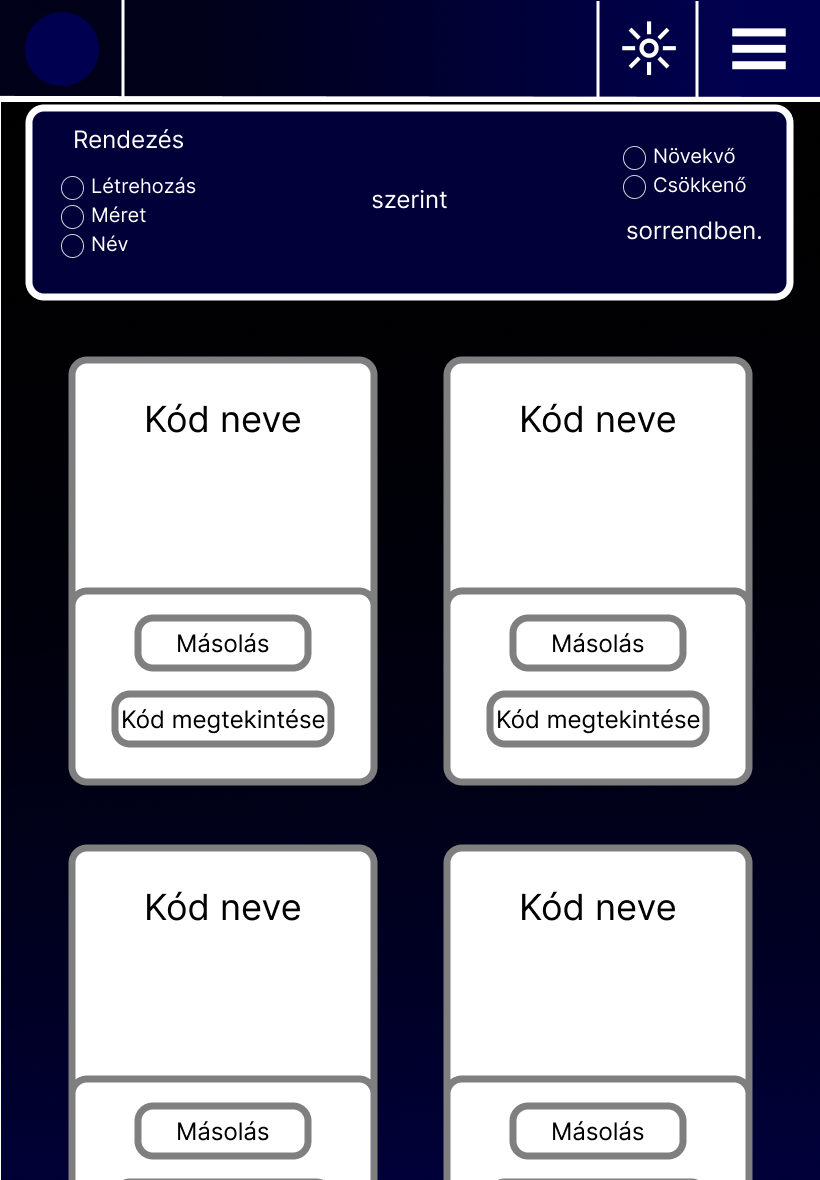 Rendezés
Létrehozás
Méret
Név
szerint
Növekvő
Csökkenő
sorrendben.
Kód neve
Másolás
Kód megtekintése
Kód neve
Másolás
Kód megtekintése
Kód neve
Másolás
Kód neve
Másolás